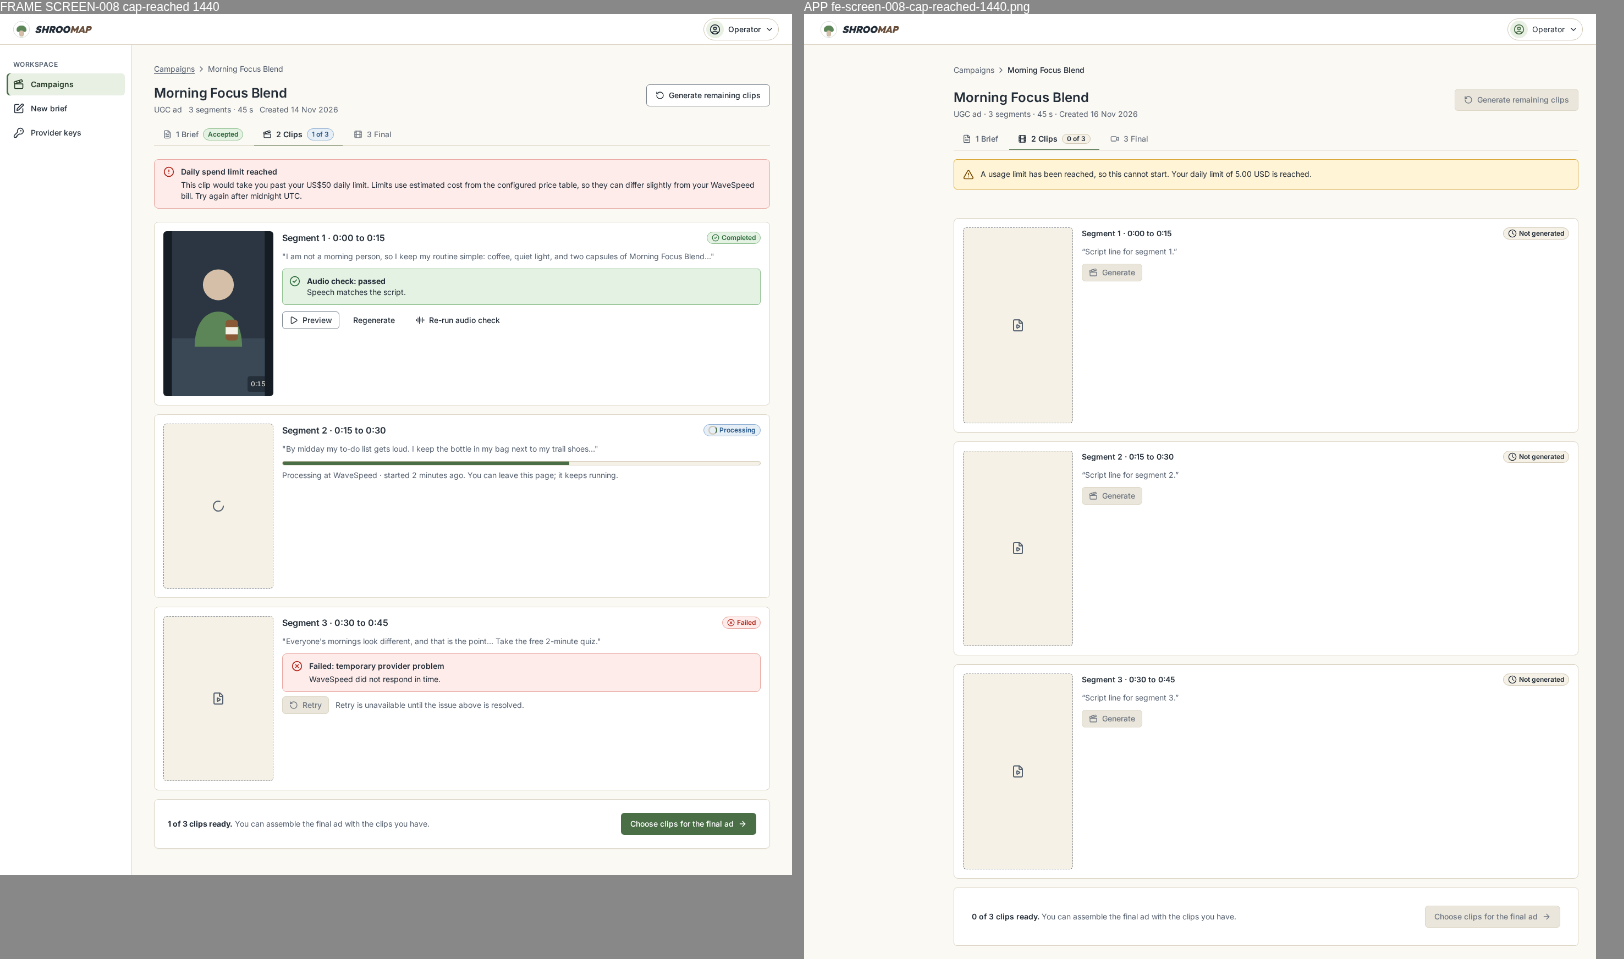 FRAME SCREEN-008 cap-reached 1440
SHROOMAP
Operator
WORKSPACE
Campaigns
New brief
Provider keys
Campaigns > Morning Focus Blend
Morning Focus Blend
UGC ad · 3 segments · 45 s · Created 14 Nov 2026
Generate remaining clips
1 Brief Accepted 2 Clips 1 of 3 3 Final
Daily spend limit reached
This clip would take you past your US$50 daily limit. Limits use estimated cost from the configured price table, so they can differ slightly from your WaveSpeed
bill. Try again after midnight UTC.
Segment 1 · 0:00 to 0:15
Completed
"I am not a morning person, so I keep my routine simple: coffee, quiet light, and two capsules of Morning Focus Blend..."
Audio check: passed
Speech matches the script.
Preview Regenerate Re-run audio check
0:15
Segment 2 · 0:15 to 0:30
Processing
"By midday my to-do list gets loud. I keep the bottle in my bag next to my trail shoes..."
Processing at WaveSpeed · started 2 minutes ago. You can leave this page; it keeps running.
Segment 3 · 0:30 to 0:45
Failed
"Everyone's mornings look different, and that is the point... Take the free 2-minute quiz."
Failed: temporary provider problem
WaveSpeed did not respond in time.
Retry Retry is unavailable until the issue above is resolved.
1 of 3 clips ready. You can assemble the final ad with the clips you have.
Choose clips for the final ad →
APP fe-screen-008-cap-reached-1440.png
SHROOMAP
Operator
Campaigns > Morning Focus Blend
Morning Focus Blend
UGC ad · 3 segments · 45 s · Created 16 Nov 2026
Generate remaining clips
1 Brief 2 Clips 0 of 3 3 Final
A usage limit has been reached, so this cannot start. Your daily limit of 5.00 USD is reached.
Segment 1 · 0:00 to 0:15
Not generated
“Script line for segment 1.”
Generate
Segment 2 · 0:15 to 0:30
Not generated
“Script line for segment 2.”
Generate
Segment 3 · 0:30 to 0:45
Not generated
“Script line for segment 3.”
Generate
0 of 3 clips ready. You can assemble the final ad with the clips you have.
Choose clips for the final ad →